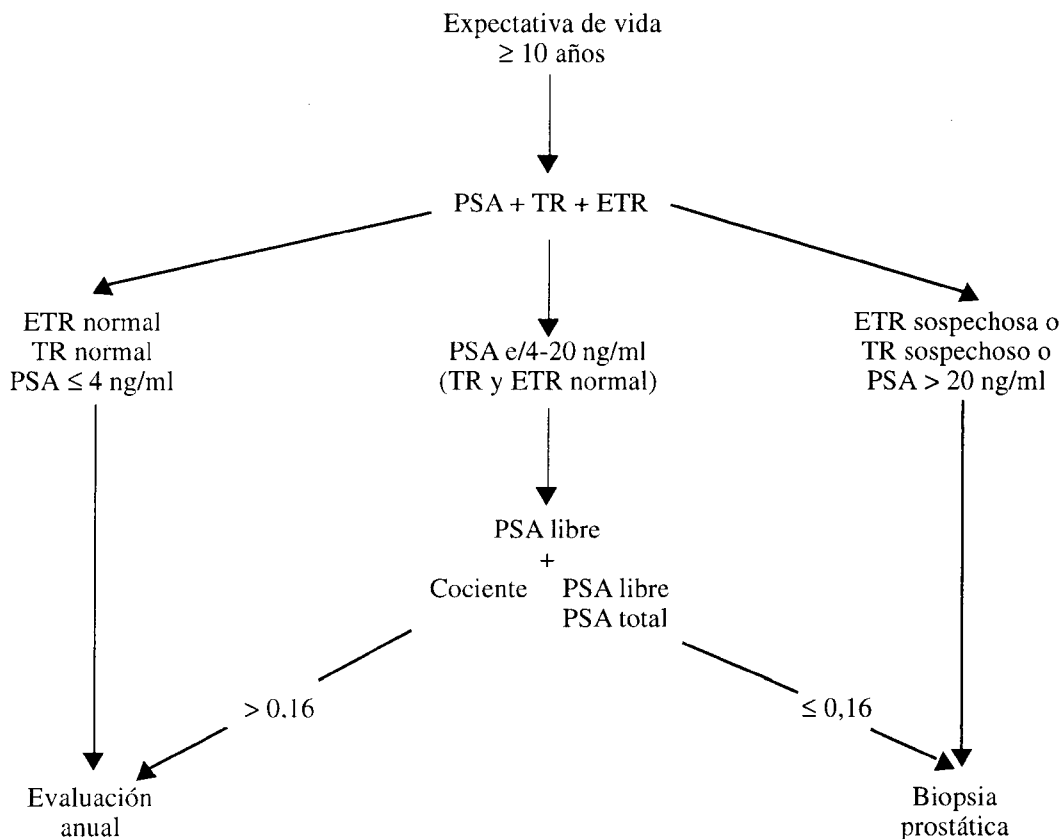 Expectativa de vida
≥ 10 años
PSA + TR + ETR
ETR normal
TR normal
PSA ≤ 4 ng/ml
PSA e/4-20 ng/ml
(TR y ETR normal)
ETR sospechosa o
TR sospechoso o
PSA > 20 ng/ml
PSA libre
+
Cociente PSA libre
PSA total
> 0,16
≤ 0,16
Evaluación
anual
Biopsia
prostática